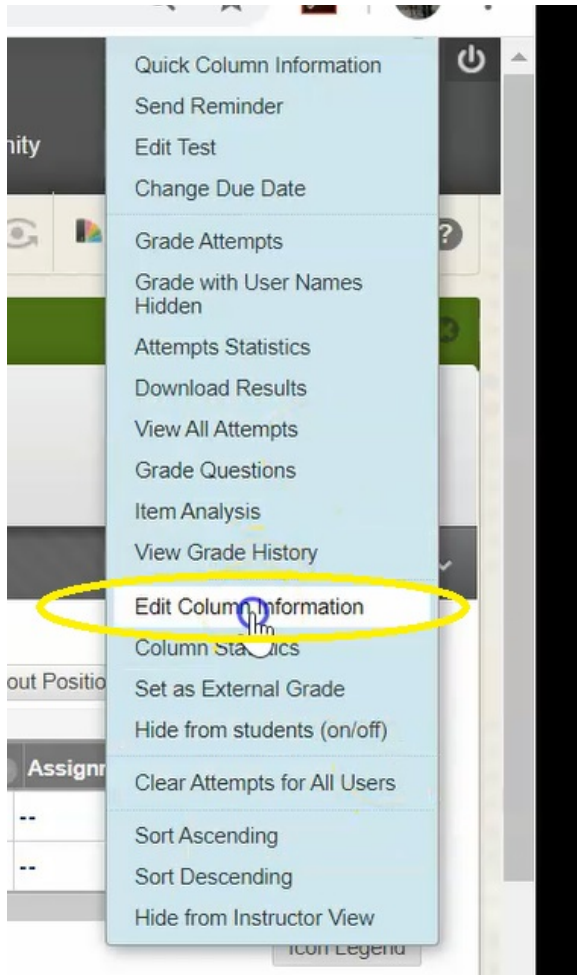 Quick Column Information
Send Reminder
nity
Edit Test
Change Due Date
Grade Attempts
?
Grade with User Names
Hidden
Attempts Statistics
Download Results
View All Attempts
Grade Questions
Item Analysis
View Grade History
Edit Column Information
Column Statistics
out Positio
Set as External Grade
Hide from students (on/off)
Assignr
Clear Attempts for All Users
--
Sort Ascending
--
Sort Descending
Hide from Instructor View
Icon Legend